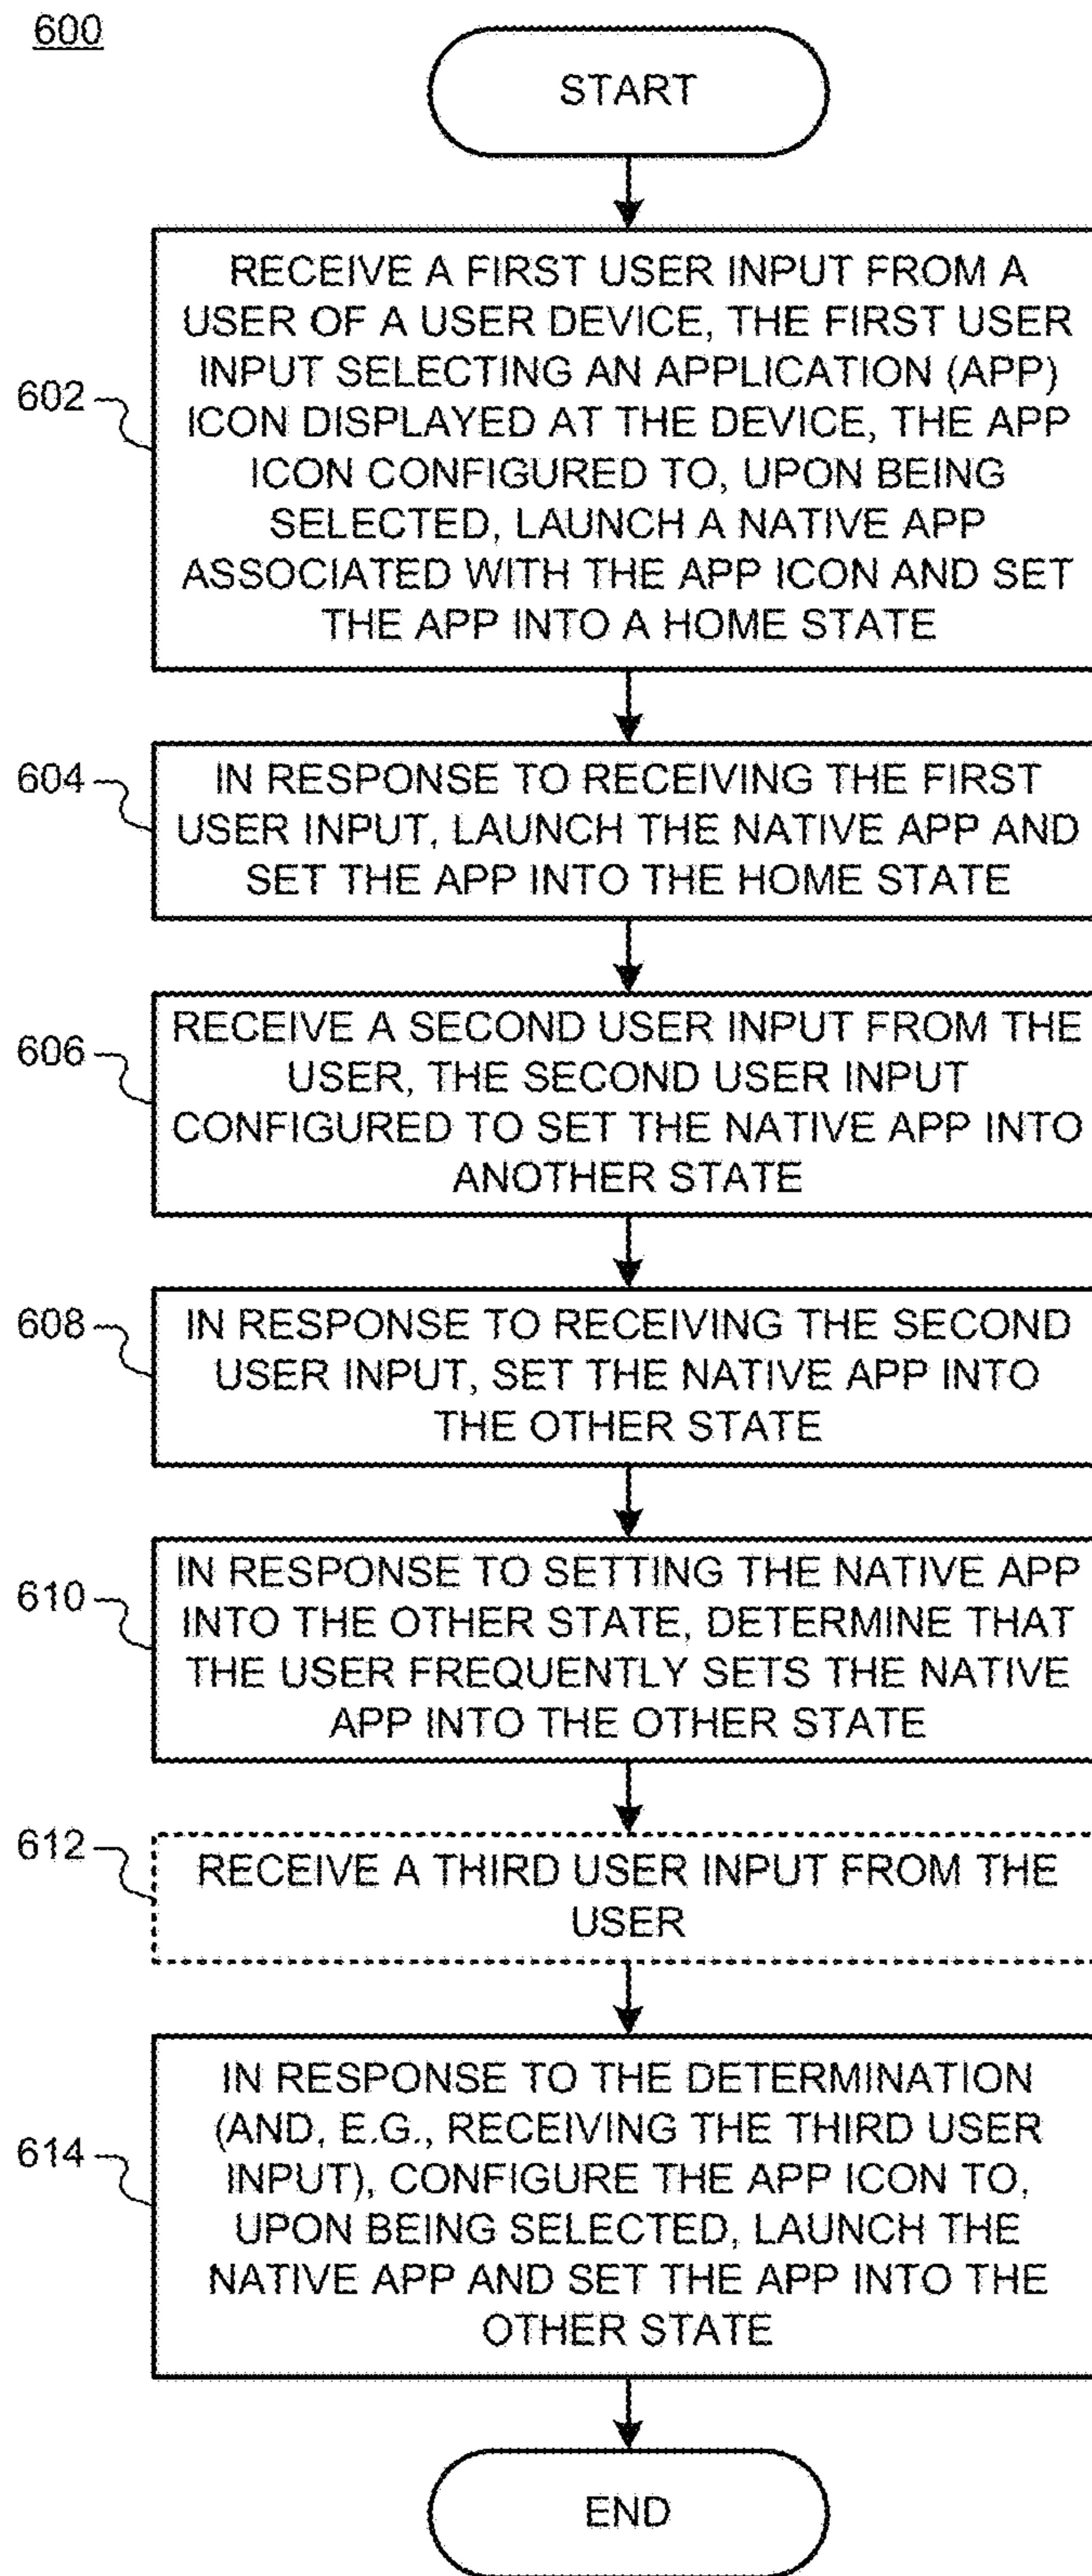 600
START
602
RECEIVE A FIRST USER INPUT FROM A
USER OF A USER DEVICE, THE FIRST USER
INPUT SELECTING AN APPLICATION (APP)
ICON DISPLAYED AT THE DEVICE, THE APP
ICON CONFIGURED TO, UPON BEING
SELECTED, LAUNCH A NATIVE APP
ASSOCIATED WITH THE APP ICON AND SET
THE APP INTO A HOME STATE
604
IN RESPONSE TO RECEIVING THE FIRST
USER INPUT, LAUNCH THE NATIVE APP AND
SET THE APP INTO THE HOME STATE
606
RECEIVE A SECOND USER INPUT FROM THE
USER, THE SECOND USER INPUT
CONFIGURED TO SET THE NATIVE APP INTO
ANOTHER STATE
608
IN RESPONSE TO RECEIVING THE SECOND
USER INPUT, SET THE NATIVE APP INTO
THE OTHER STATE
610
IN RESPONSE TO SETTING THE NATIVE APP
INTO THE OTHER STATE, DETERMINE THAT
THE USER FREQUENTLY SETS THE NATIVE
APP INTO THE OTHER STATE
612
RECEIVE A THIRD USER INPUT FROM THE
USER
614
IN RESPONSE TO THE DETERMINATION
(AND, E.G., RECEIVING THE THIRD USER
INPUT), CONFIGURE THE APP ICON TO,
UPON BEING SELECTED, LAUNCH THE
NATIVE APP AND SET THE APP INTO THE
OTHER STATE
END